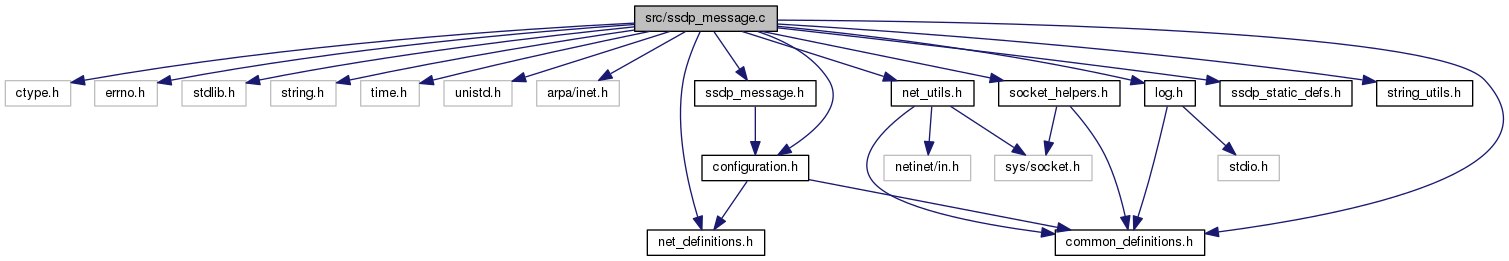 src/ssdp_message.c
ctype.h
errno.h
stdlib.h
string.h
time.h
unistd.h
arpa/inet.h
ssdp_message.h
net_utils.h
socket_helpers.h
log.h
ssdp_static_defs.h
string_utils.h
configuration.h
netinet/in.h
sys/socket.h
stdio.h
net_definitions.h
common_definitions.h